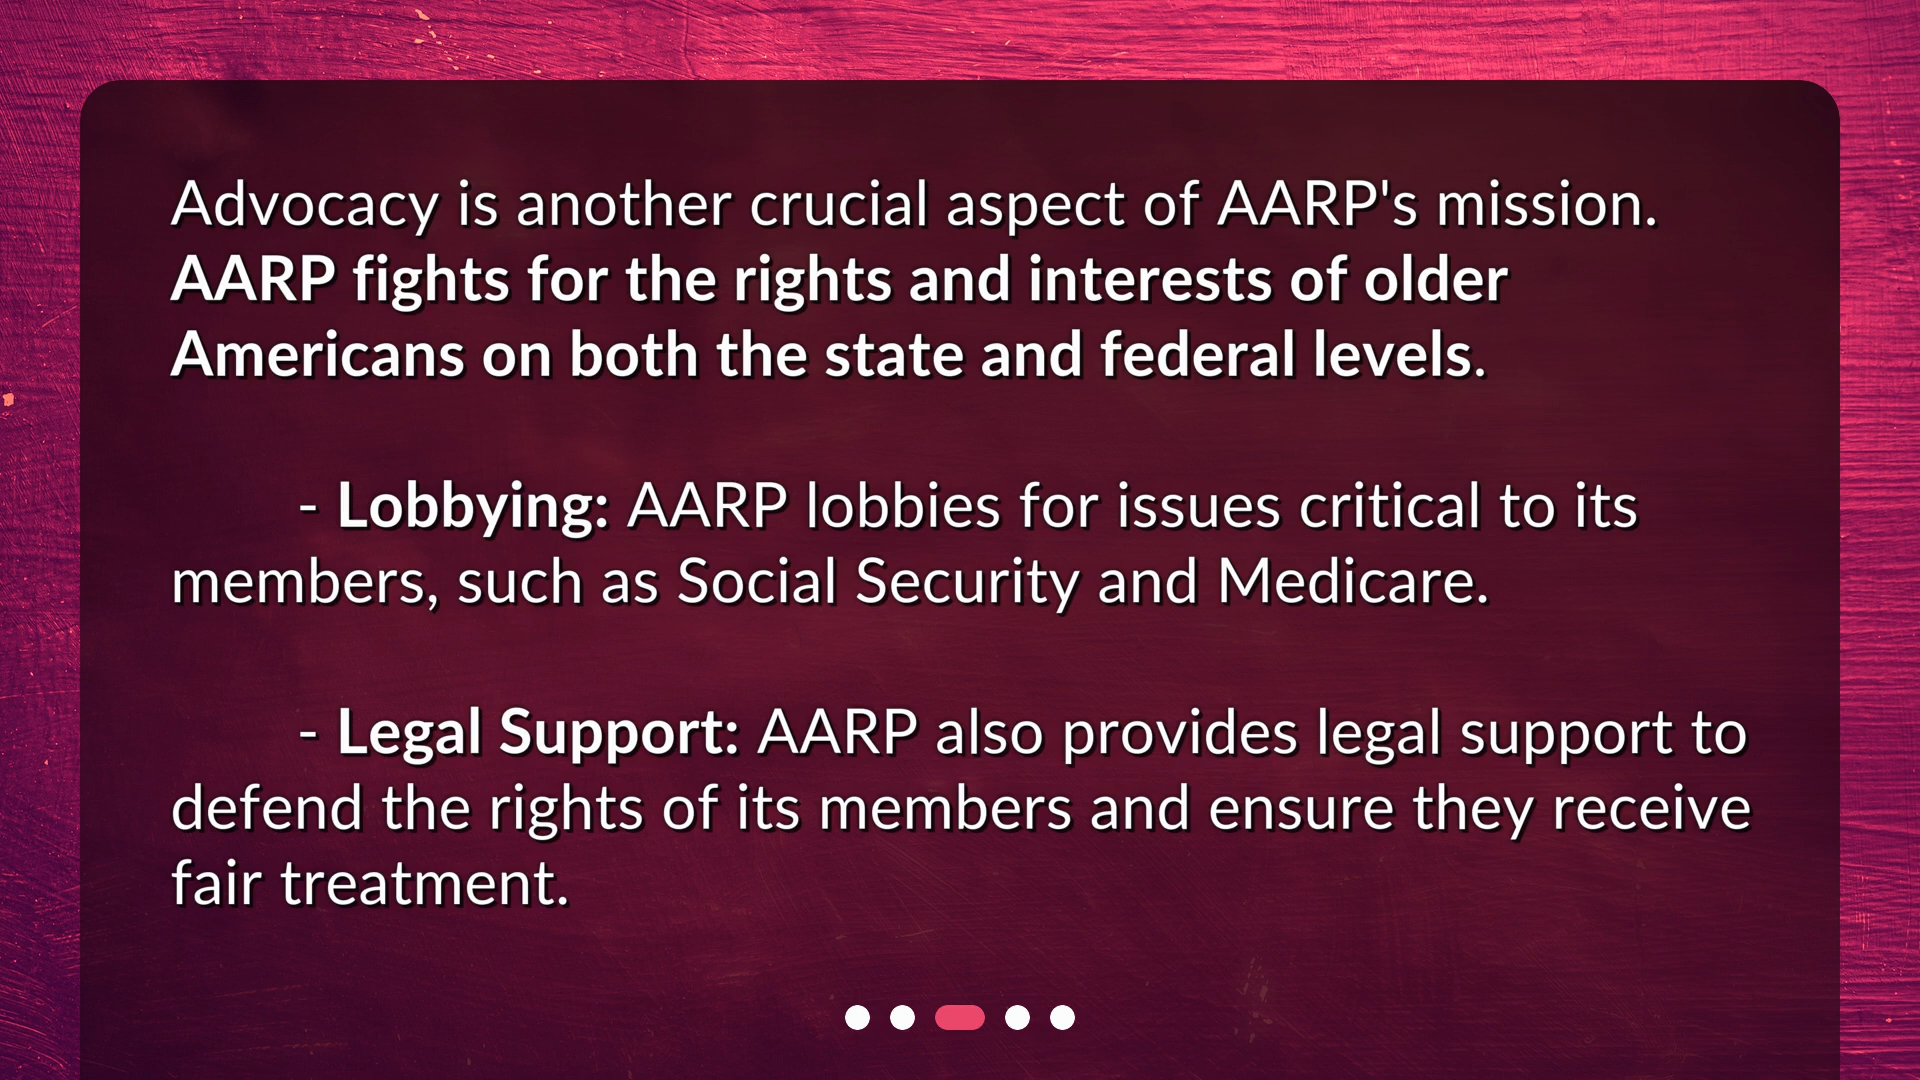 Advocacy is another crucial aspect of AARP's mission.
AARP fights for the rights and interests of older
Americans on both the state and federal levels.
- Lobbying: AARP lobbies for issues critical to its
members, such as Social Security and Medicare.
- Legal Support: AARP also provides legal support to
defend the rights of its members and ensure they receive
fair treatment.